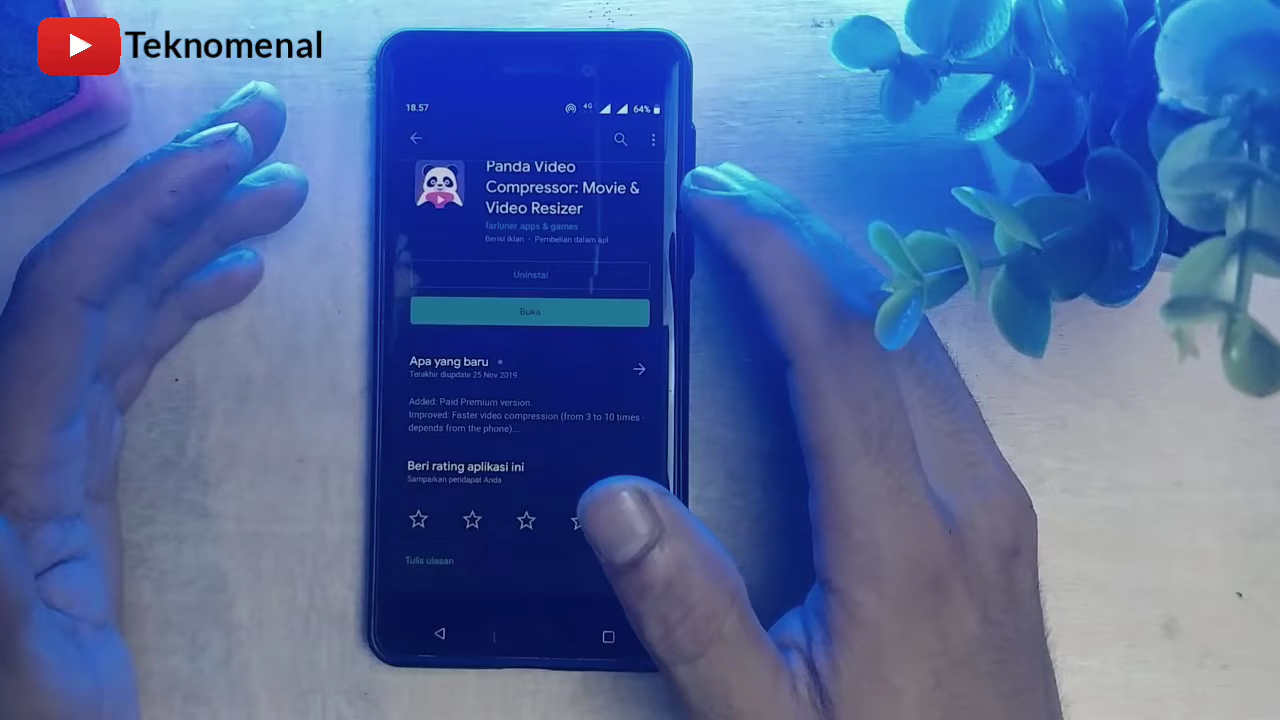 Teknomenal
18.57
4G
64%
Panda Video
Compressor: Movie &
Video Resizer
farluner apps & games
Berisi iklan · Pembelian dalam apl
Uninstal
Buka
Apa yang baru
Terakhir diupdate 25 Nov 2019
Added: Paid Premium version.
Improved: Faster video compression (from 3 to 10 times -
depends from the phone)...
Beri rating aplikasi ini
Sampaikan pendapat Anda
Tulis ulasan